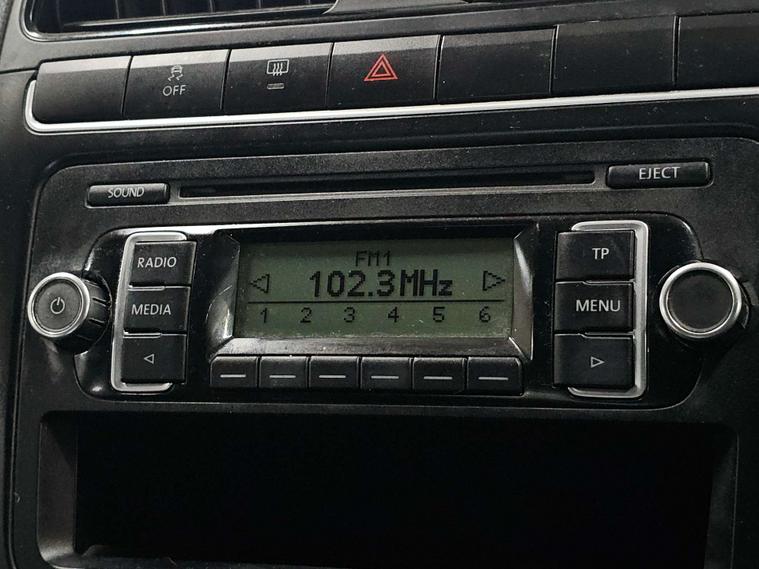 OFF
SOUND
EJECT
RADIO
FM1
TP
102.3MHz
MEDIA
MENU
1 2 3 4 5 6